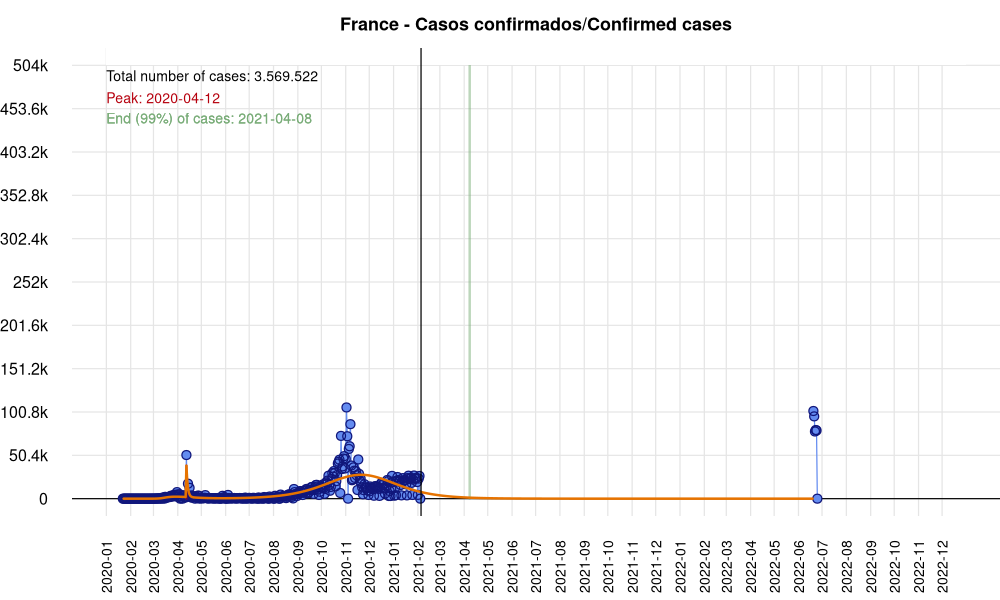 France - Casos confirmados/Confirmed cases
504k
Total number of cases: 3.569.522
Peak: 2020-04-12
453.6k
End (99%) of cases: 2021-04-08
403.2k
352.8k
302.4k
252k
201.6k
151.2k
100.8k
50.4k
0
2020-01
2020-02
2020-03
2020-04
2020-05
2020-06
2020-07
2020-08
2020-09
2020-10
2020-11
2020-12
2021-01
2021-02
2021-03
2021-04
2021-05
2021-06
2021-07
2021-08
2021-09
2021-10
2021-11
2021-12
2022-01
2022-02
2022-03
2022-04
2022-05
2022-06
2022-07
2022-08
2022-09
2022-10
2022-11
2022-12